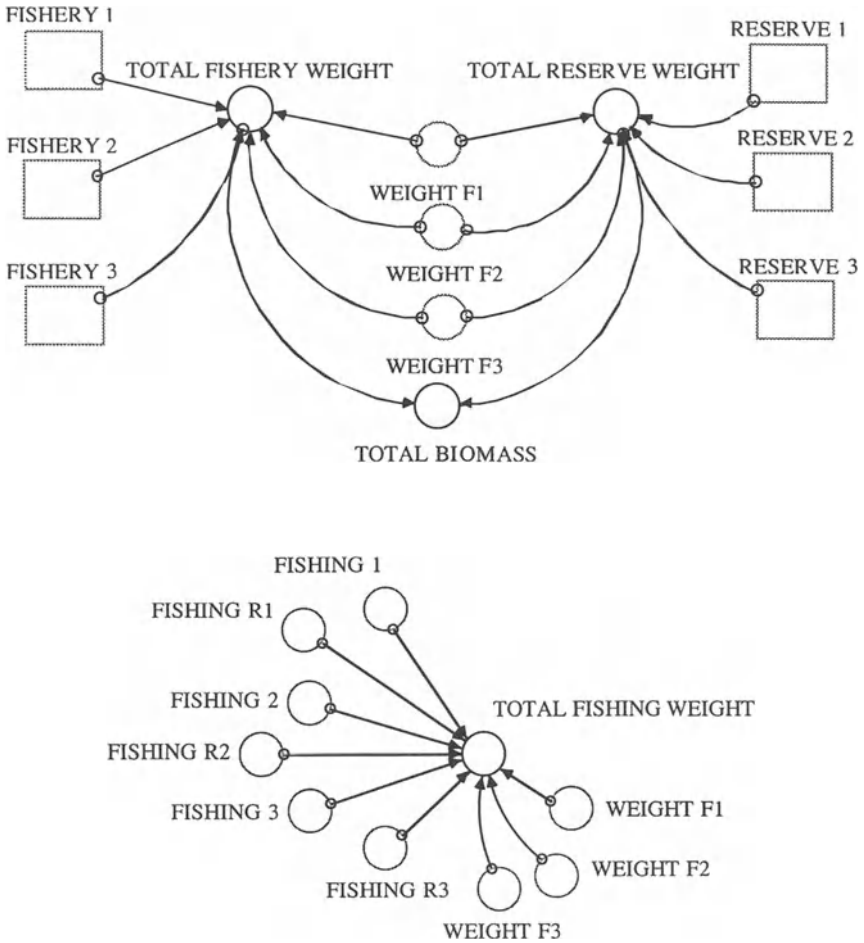 FISHERY 1
RESERVE 1
TOTAL FISHERY WEIGHT
TOTAL RESERVE WEIGHT
FISHERY 2
RESERVE 2
WEIGHT F1
FISHERY 3
WEIGHT F2
RESERVE 3
WEIGHT F3
TOTAL BIOMASS
FISHING 1
FISHING R1
FISHING 2
TOTAL FISHING WEIGHT
FISHING R2
FISHING 3
WEIGHT F1
WEIGHT F2
FISHING R3
WEIGHT F3